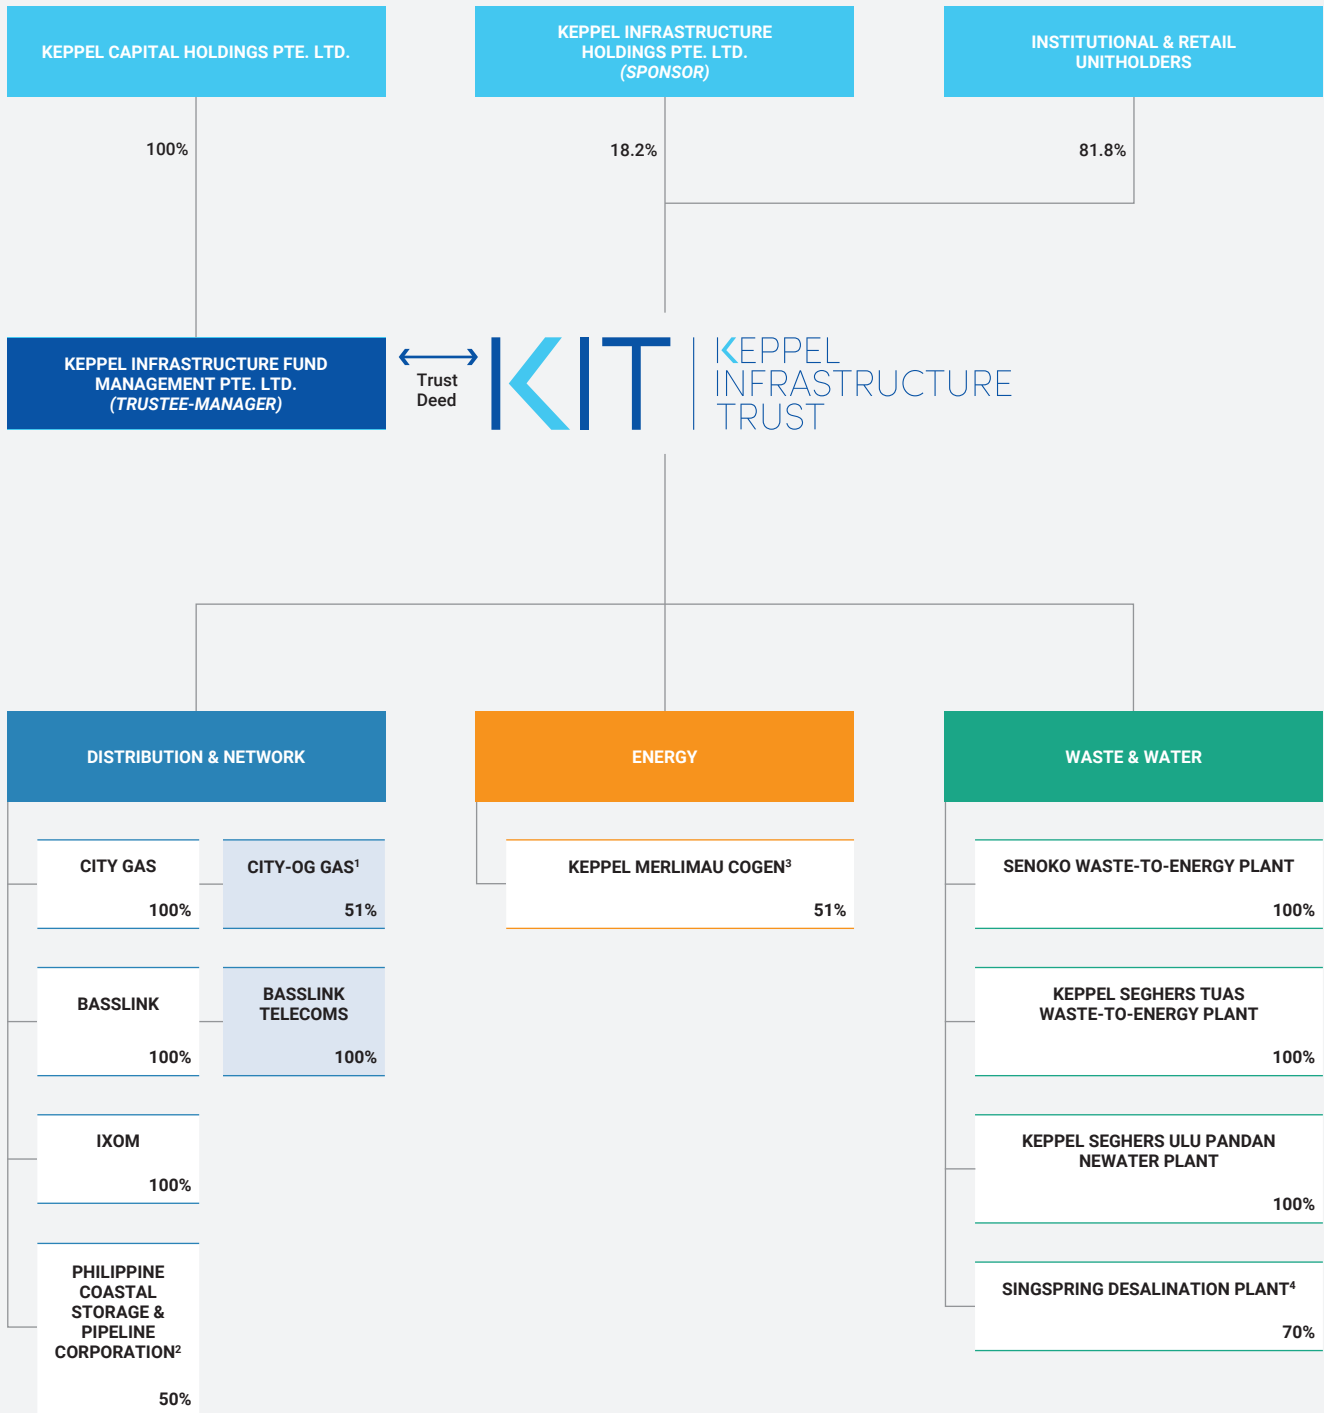 KEPPEL CAPITAL HOLDINGS PTE. LTD.
KEPPEL INFRASTRUCTURE
HOLDINGS PTE. LTD.
(SPONSOR)
INSTITUTIONAL & RETAIL
UNITHOLDERS
100%
18.2%
81.8%
KEPPEL INFRASTRUCTURE FUND
MANAGEMENT PTE. LTD.
(TRUSTEE-MANAGER)
Trust
Deed
KIT
KEPPEL
INFRASTRUCTURE
TRUST
DISTRIBUTION & NETWORK
CITY GAS
100%
CITY-OG GAS¹
51%
BASSLINK
100%
BASSLINK
TELECOMS
100%
IXOM
100%
PHILIPPINE
COASTAL
STORAGE &
PIPELINE
CORPORATION²
50%
ENERGY
KEPPEL MERLIMAU COGEN³
51%
WASTE & WATER
SENOKO WASTE-TO-ENERGY PLANT
100%
KEPPEL SEGHERS TUAS
WASTE-TO-ENERGY PLANT
100%
KEPPEL SEGHERS ULU PANDAN
NEWATER PLANT
100%
SINGSPRING DESALINATION PLANT⁴
70%